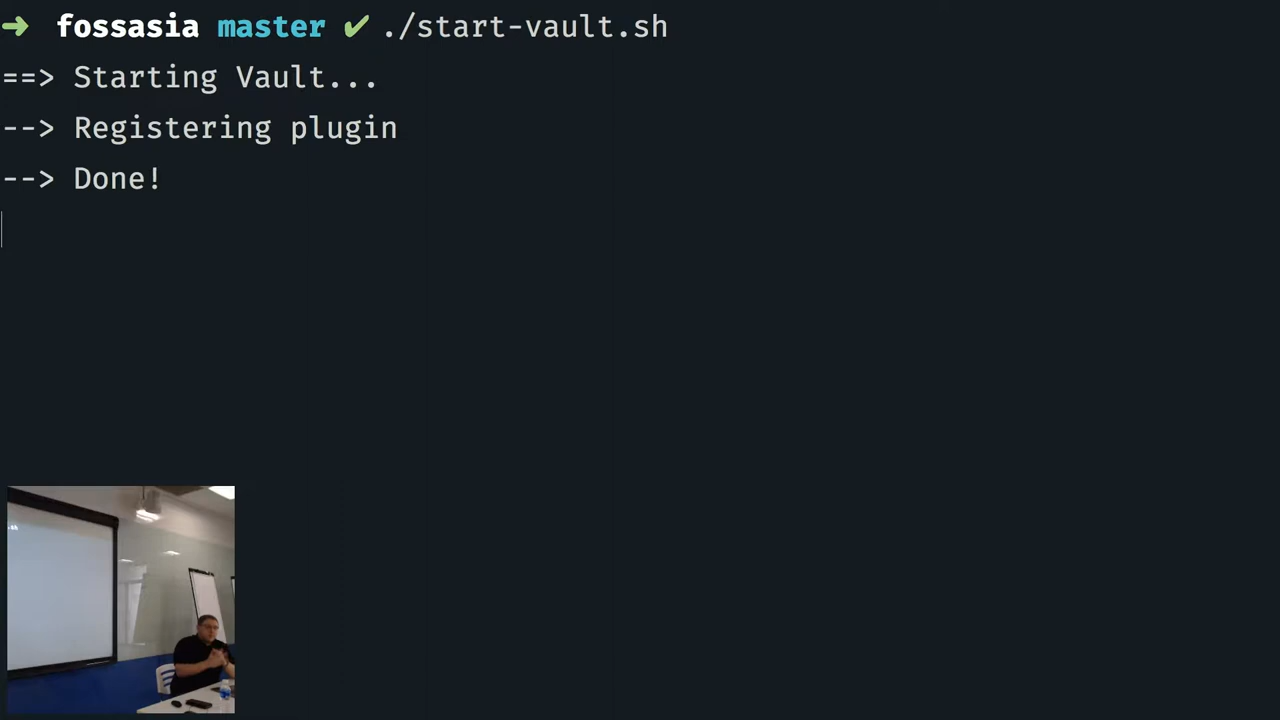 ➜ fossasia master ✔ ./start-vault.sh
==> Starting Vault...
--> Registering plugin
--> Done!